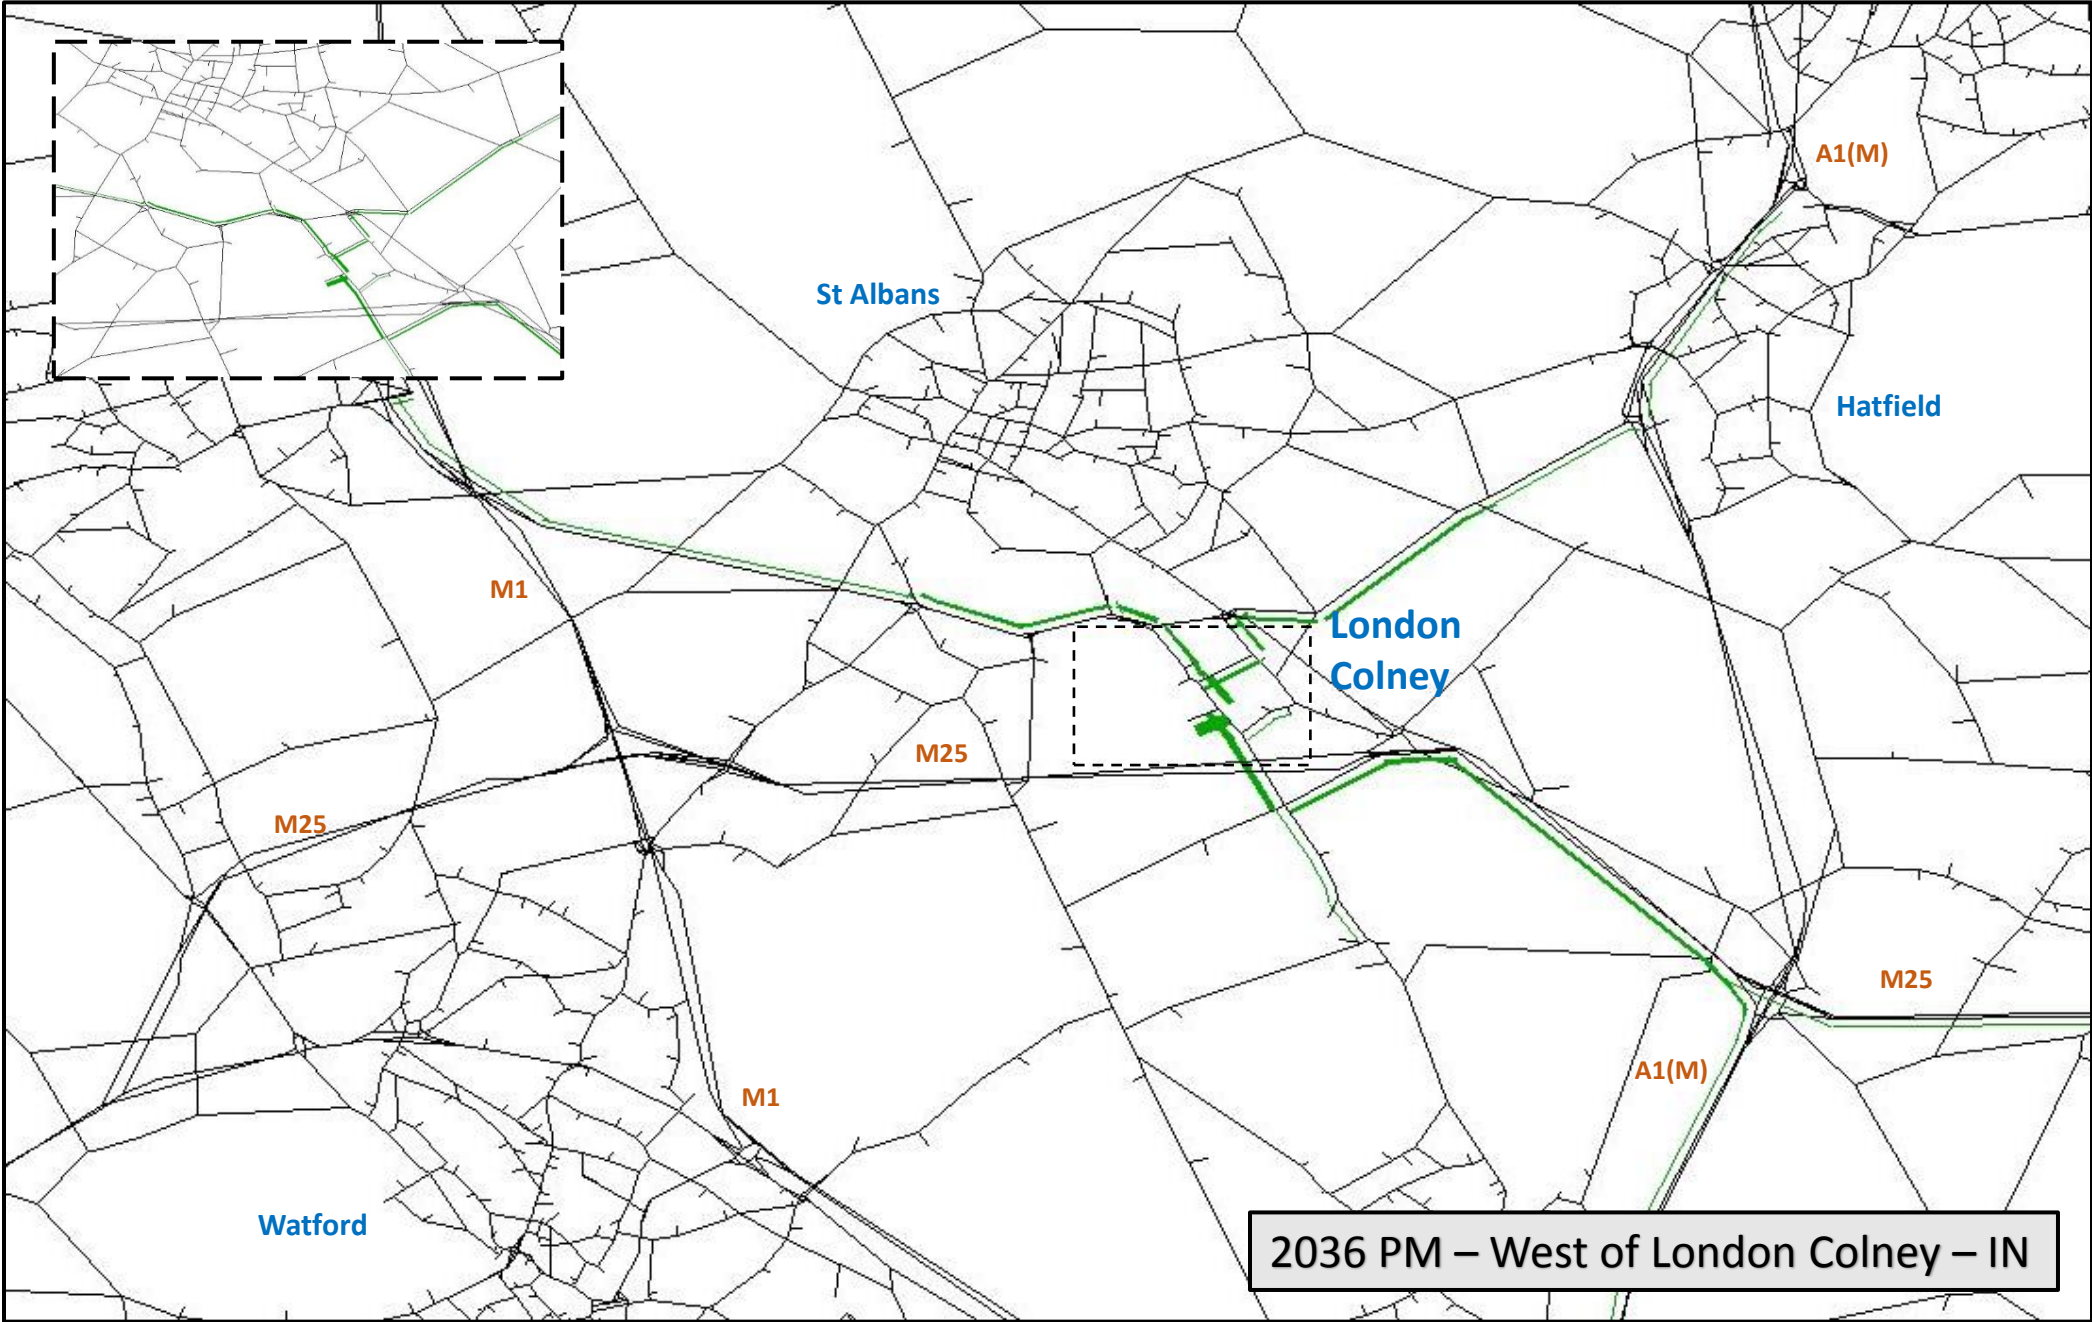 A1(M)
St Albans
Hatfield
M1
London
Colney
M25
M25
M25
A1(M)
M1
Watford
2036 PM – West of London Colney – IN